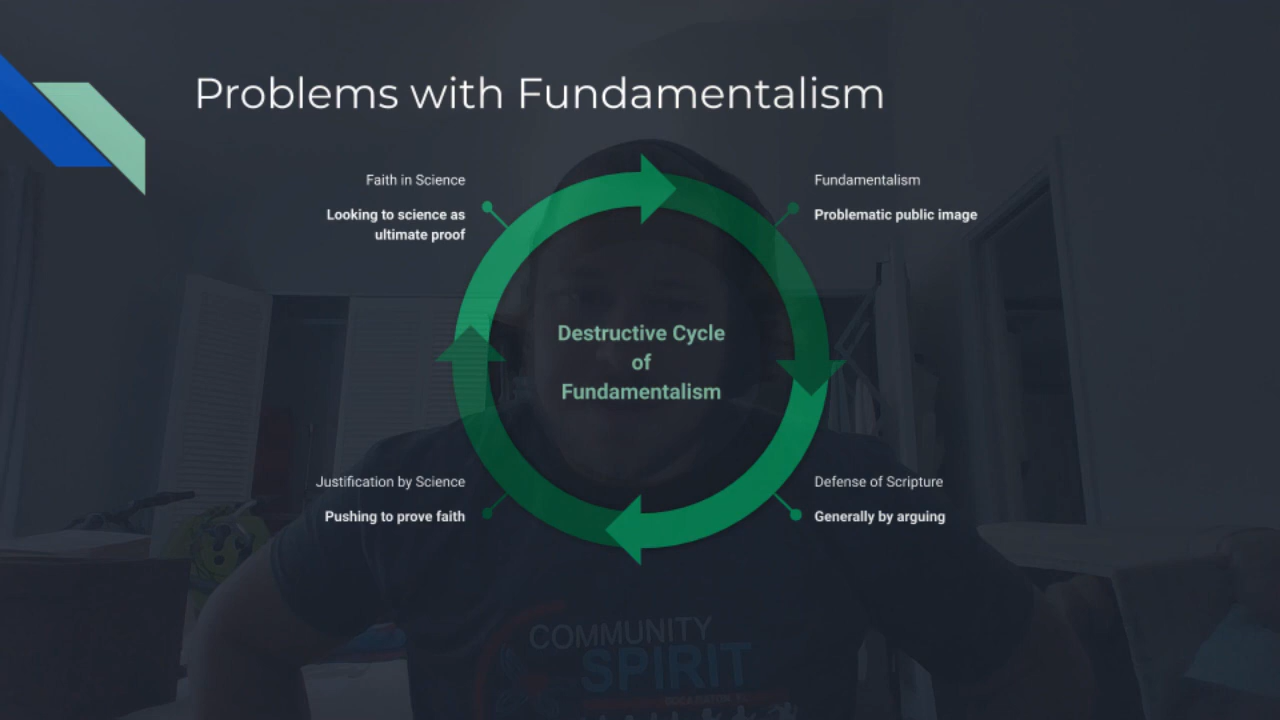 Problems with Fundamentalism
Faith in Science
Looking to science as
ultimate proof
Fundamentalism
Problematic public image
Destructive Cycle
of
Fundamentalism
Justification by Science
Pushing to prove faith
Defense of Scripture
Generally by arguing
COMMUNITY
SPIRIT